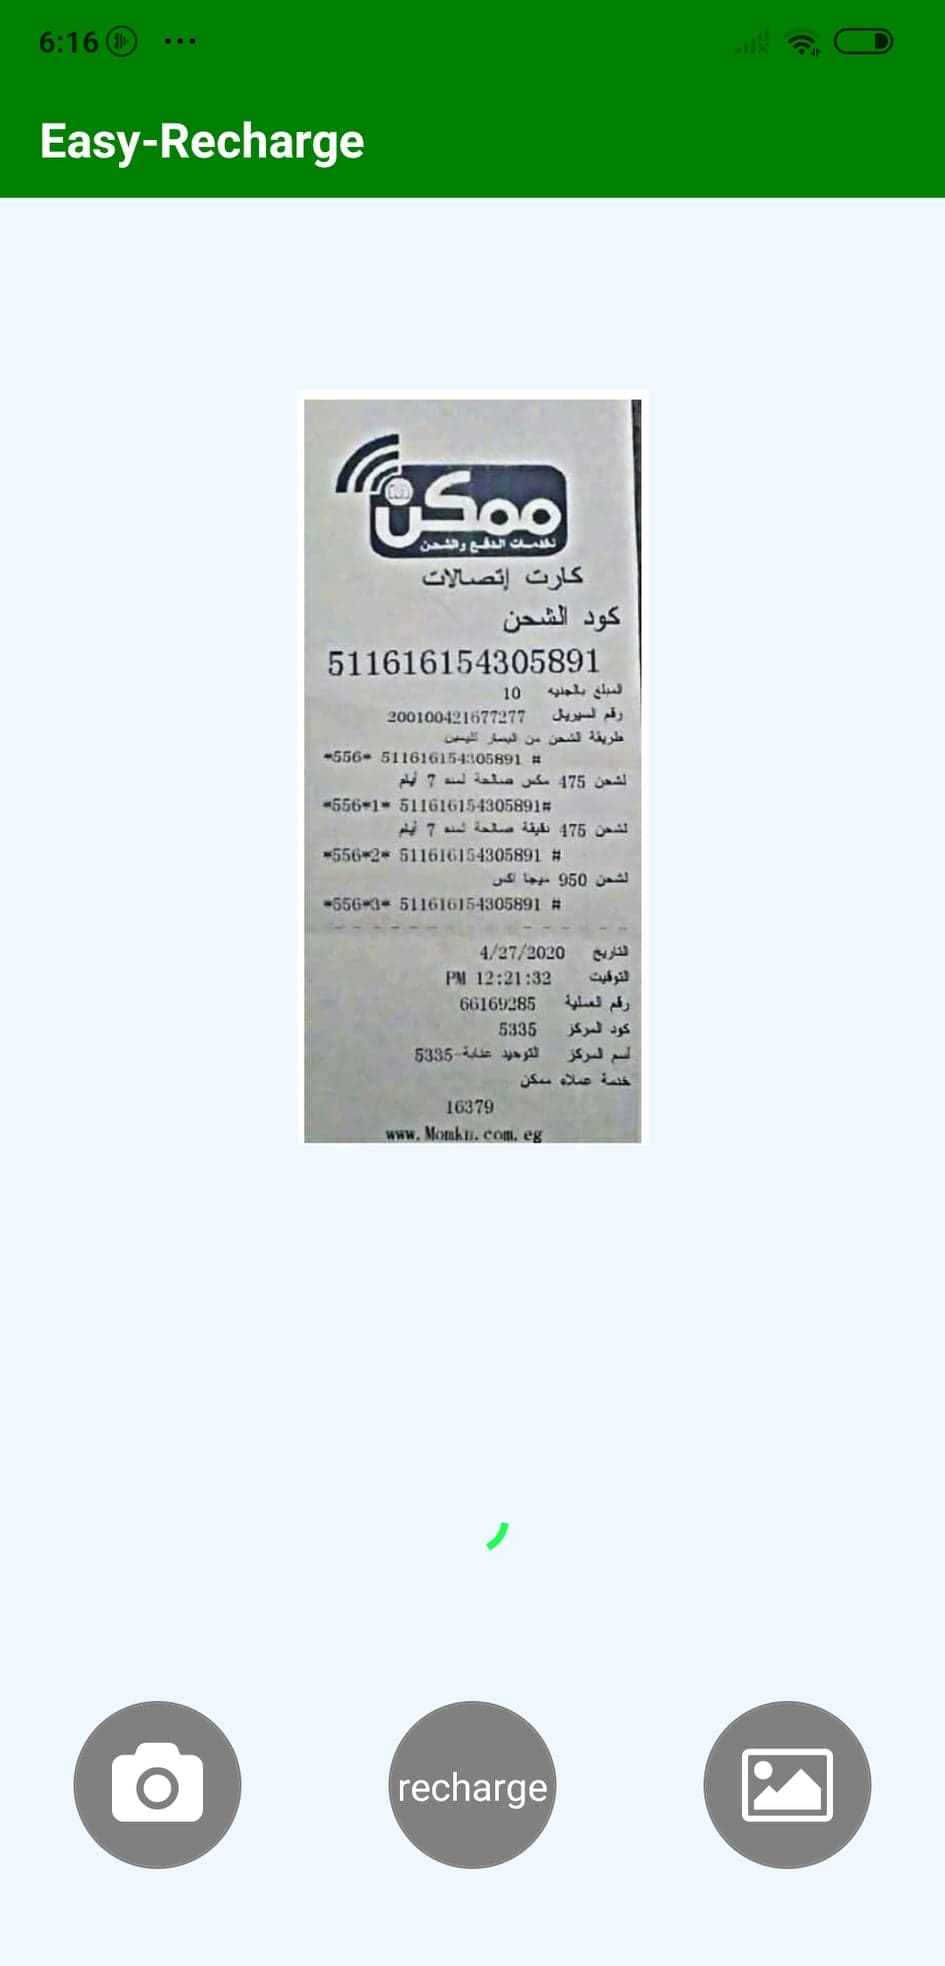 6:16
Easy-Recharge
ممكن
لخدمات الدفع والشحن
كارت إتصالات
كود الشحن
511616154305891
المبلغ بالجنيه 10
رقم السيريال 200100421677277
طريقة الشحن من اليسار لليمين
*556* 511616154305891 #
لشحن 475 مكس صالحة لمدة 7 أيام
*556*1* 511616154305891#
لشحن 475 دقيقة صالحة لمدة 7 أيام
*556*2* 511616154305891 #
لشحن 950 ميجا اكس
*556*3* 511616154305891 #
التاريخ 4/27/2020
التوقيت PM 12:21:32
رقم العملية 66169285
كود المركز 5335
اسم المركز التوحيد عناية-5335
خدمة عملاء ممكن
16379
www.Momkn.com.eg
recharge